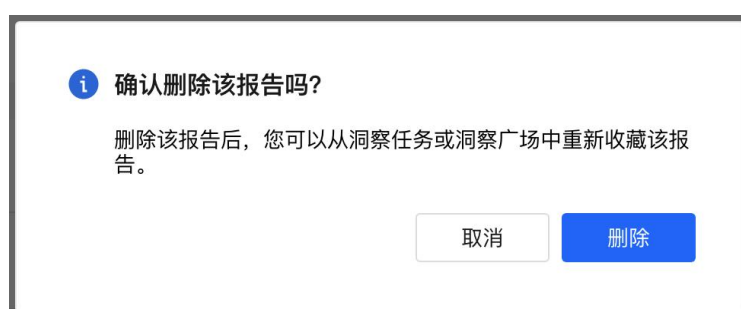 确认删除该报告吗？
删除该报告后，您可以从洞察任务或洞察广场中重新收藏该报
告。
取消
删除